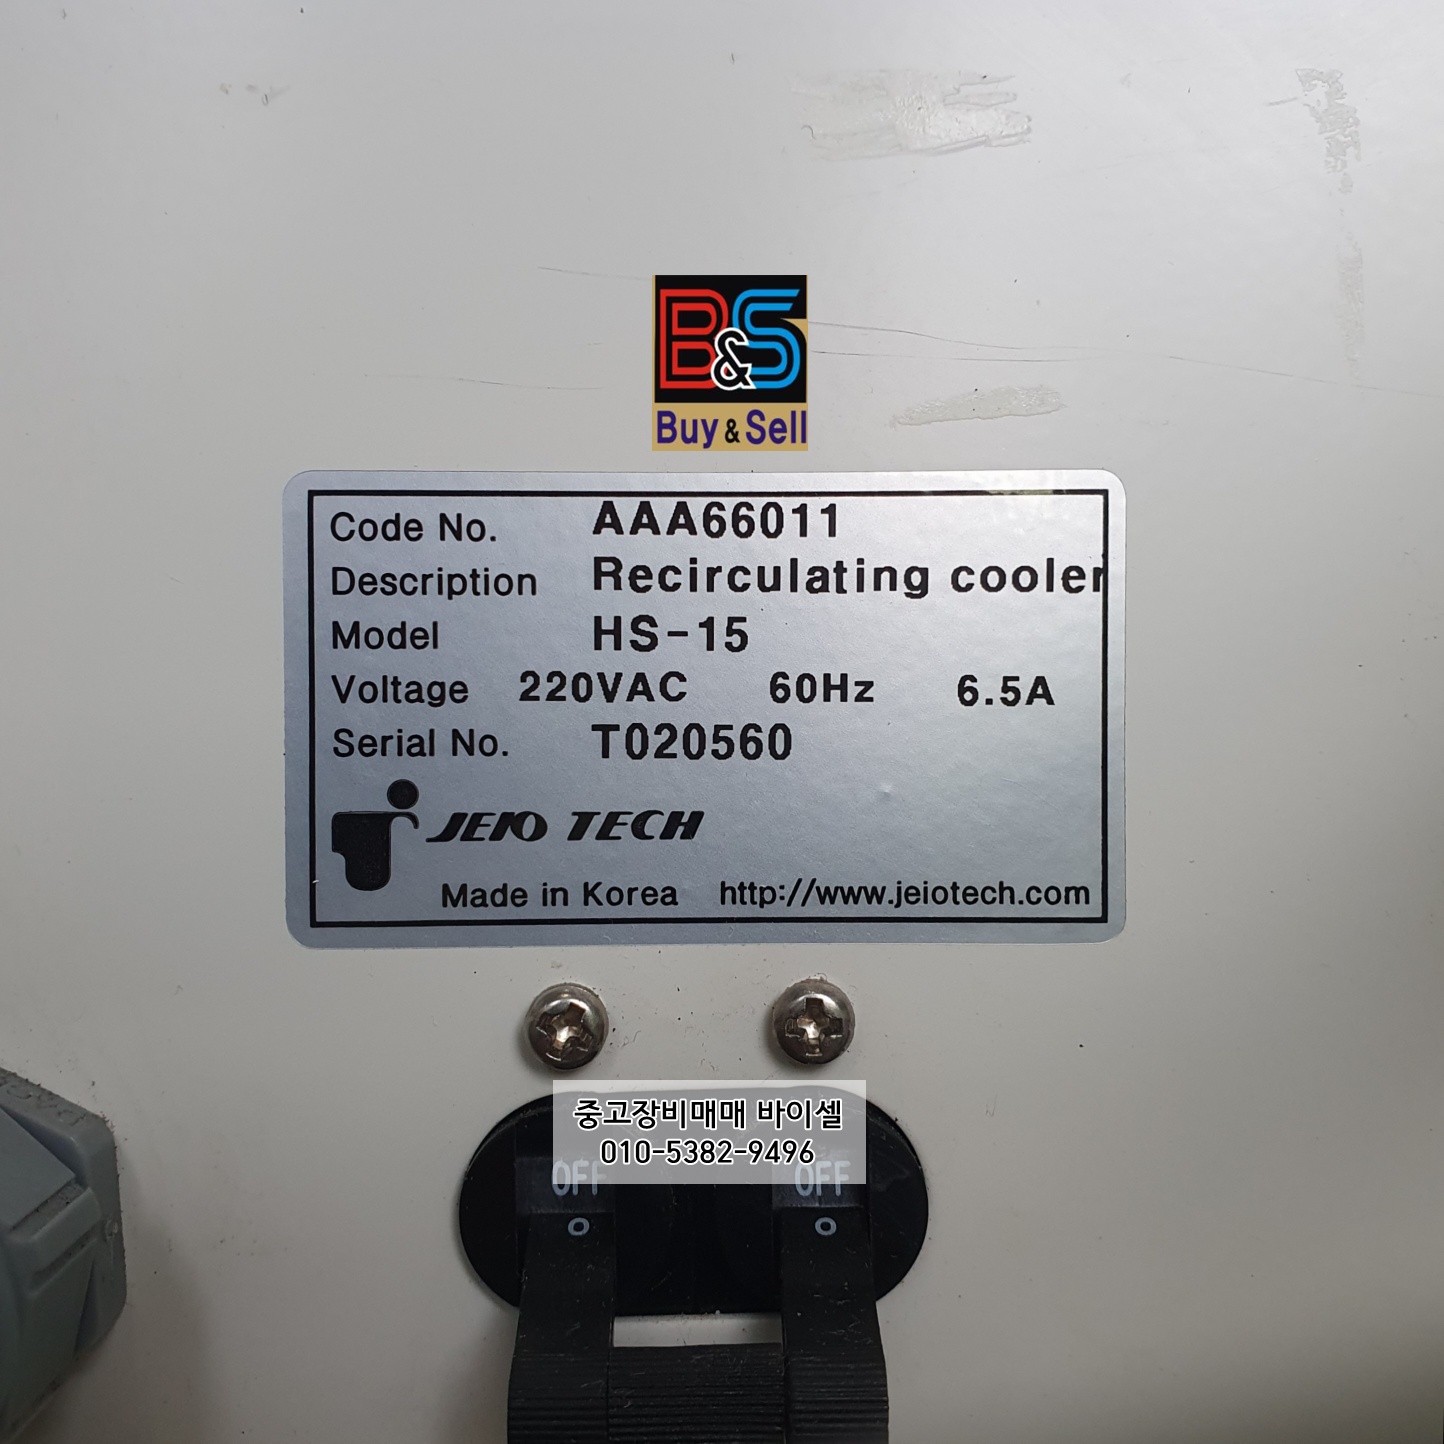 B&S
Buy & Sell
Code No. AAA66011
Description Recirculating cooler
Model HS-15
Voltage 220VAC 60Hz 6.5A
Serial No. T020560
JEIO TECH
Made in Korea http://www.jeiotech.com
중고장비매매 바이셀
010-5382-9496
OFF OFF